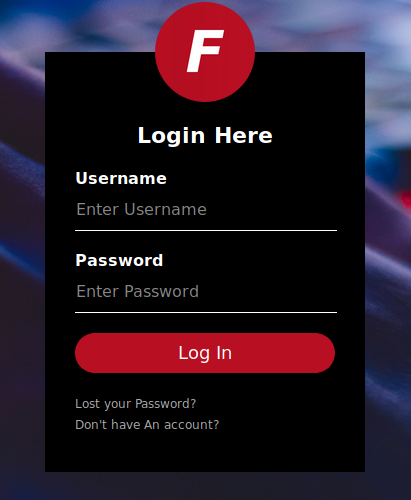 F
Login Here
Username
Enter Username
Password
Enter Password
Log In
Lost your Password?
Don't have An account?